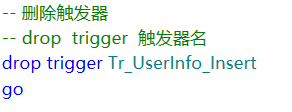 -- 删除触发器
-- drop  trigger  触发器名
drop trigger Tr_UserInfo_Insert
go